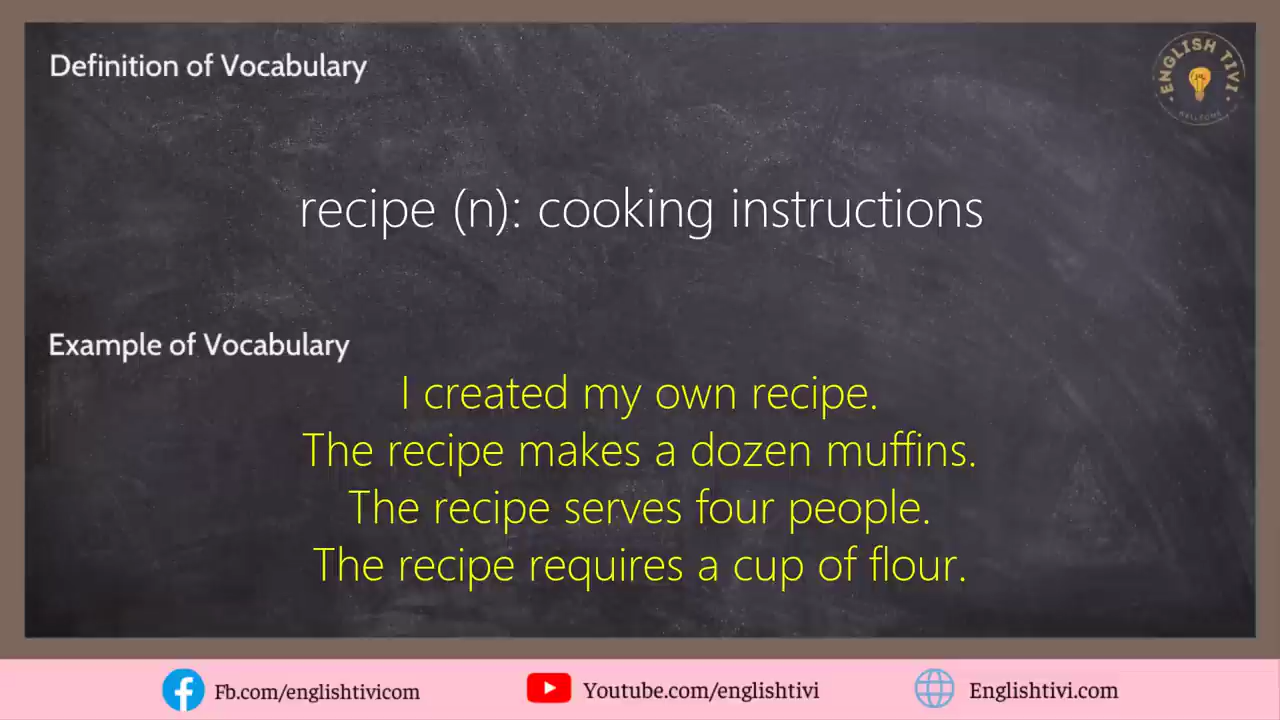 Definition of Vocabulary
ENGLISH TIVI
recipe (n): cooking instructions
Example of Vocabulary
I created my own recipe.
The recipe makes a dozen muffins.
The recipe serves four people.
The recipe requires a cup of flour.
Fb.com/englishtivicom
Youtube.com/englishtivi
Englishtivi.com